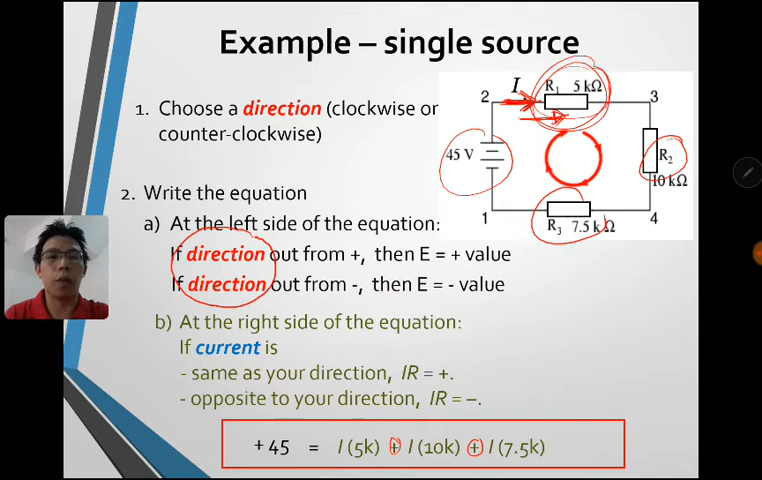 Example – single source
1. Choose a direction (clockwise or
counter-clockwise)
2. Write the equation
a) At the left side of the equation:
If direction out from +, then E = + value
If direction out from -, then E = - value
b) At the right side of the equation:
If current is
- same as your direction, IR = +.
- opposite to your direction, IR = –.
+ 45 = I (5k) + I (10k) + I (7.5k)
I R₁ 5 kΩ
2 3
45 V R₂
10 kΩ
1 4
R₃ 7.5 kΩ